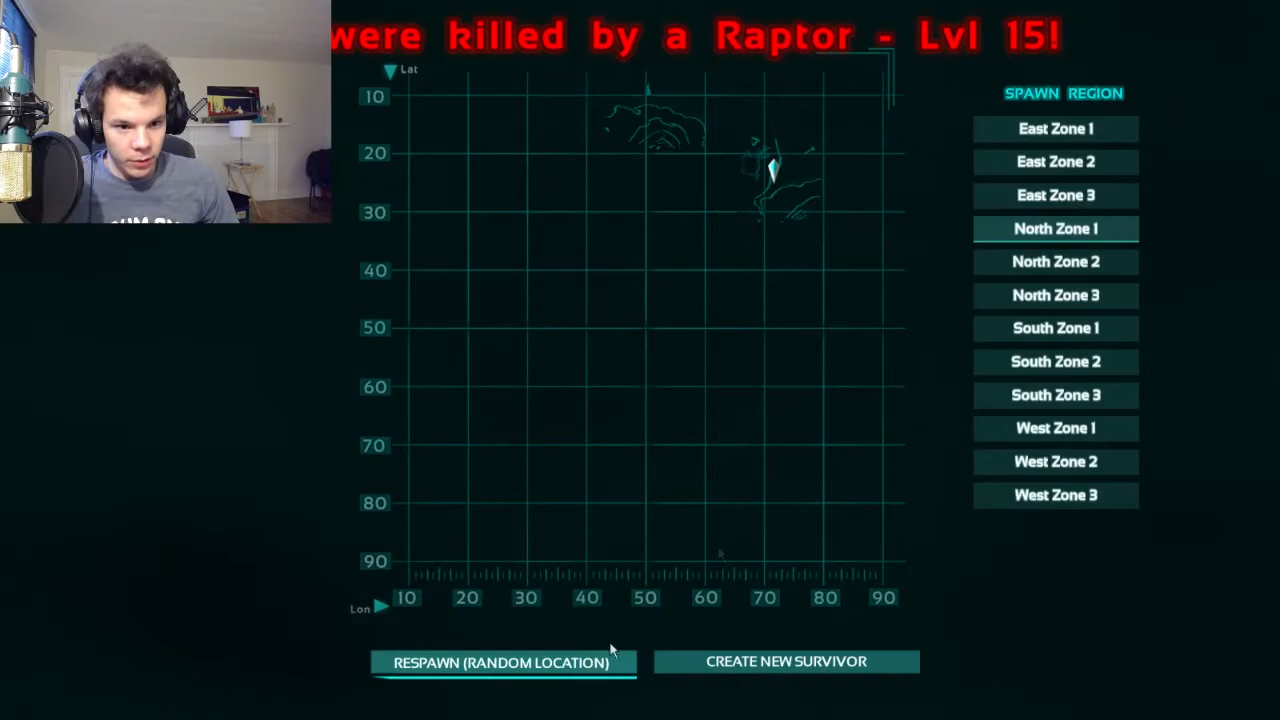 were killed by a Raptor - Lvl 15!
Lat
10
20
30
40
50
60
70
80
90
Lon
10 20 30 40 50 60 70 80 90
SPAWN REGION
East Zone 1
East Zone 2
East Zone 3
North Zone 1
North Zone 2
North Zone 3
South Zone 1
South Zone 2
South Zone 3
West Zone 1
West Zone 2
West Zone 3
RESPAWN (RANDOM LOCATION)
CREATE NEW SURVIVOR